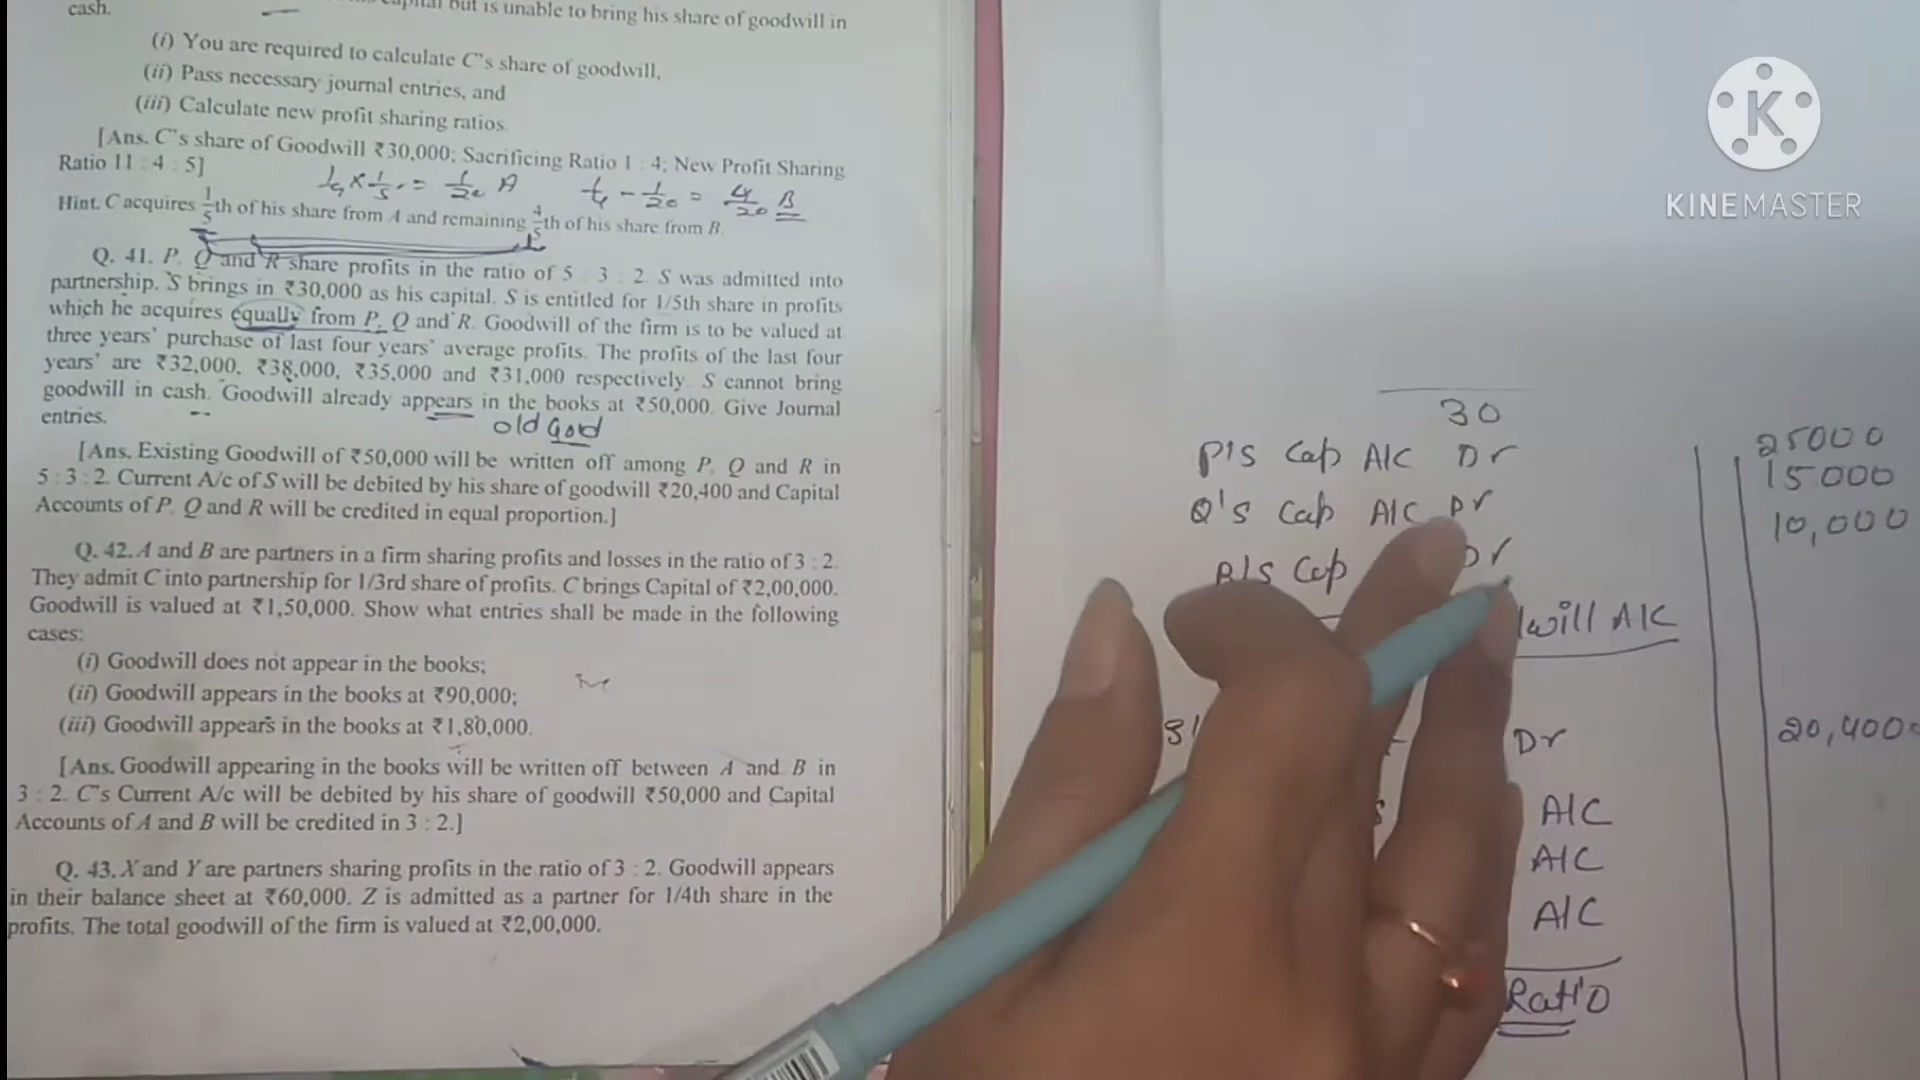 cash.
capital but is unable to bring his share of goodwill in
(i) You are required to calculate C"s share of goodwill,
(ii) Pass necessary journal entries, and
(iii) Calculate new profit sharing ratios.
[Ans. C"s share of Goodwill ₹30,000; Sacrificing Ratio 1 : 4; New Profit Sharing
Ratio 11 : 4 : 5]
1/4 × 1/5 = 1/20 A 1/4 - 1/20 = 4/20 B
Hint. C acquires 1/5th of his share from A and remaining 4/5th of his share from B.
Q. 41. P, Q and R share profits in the ratio of 5 : 3 : 2. S was admitted into
partnership. S brings in ₹30,000 as his capital. S is entitled for 1/5th share in profits
which he acquires equally from P, Q and R. Goodwill of the firm is to be valued at
three years' purchase of last four years' average profits. The profits of the last four
years' are ₹32,000, ₹38,000, ₹35,000 and ₹31,000 respectively. S cannot bring
goodwill in cash. Goodwill already appears in the books at ₹50,000. Give Journal
entries.
old Good
[Ans. Existing Goodwill of ₹50,000 will be written off among P, Q and R in
5 : 3 : 2. Current A/c of S will be debited by his share of goodwill ₹20,400 and Capital
Accounts of P, Q and R will be credited in equal proportion.]
Q. 42. A and B are partners in a firm sharing profits and losses in the ratio of 3 : 2.
They admit C into partnership for 1/3rd share of profits. C brings Capital of ₹2,00,000.
Goodwill is valued at ₹1,50,000. Show what entries shall be made in the following
cases:
(i) Goodwill does not appear in the books;
(ii) Goodwill appears in the books at ₹90,000;
(iii) Goodwill appears in the books at ₹1,80,000.
[Ans. Goodwill appearing in the books will be written off between A and B in
3 : 2. C's Current A/c will be debited by his share of goodwill ₹50,000 and Capital
Accounts of A and B will be credited in 3 : 2.]
Q. 43. X and Y are partners sharing profits in the ratio of 3 : 2. Goodwill appears
in their balance sheet at ₹60,000. Z is admitted as a partner for 1/4th share in the
profits. The total goodwill of the firm is valued at ₹2,00,000.
K
KINEMASTER
30
P's Cap A/C Dr 25000
Q's Cap A/C Dr 15000
R's Cap Dr 10,000
will A/C
Dr 20,400
A/C
A/C
A/C
Ratio